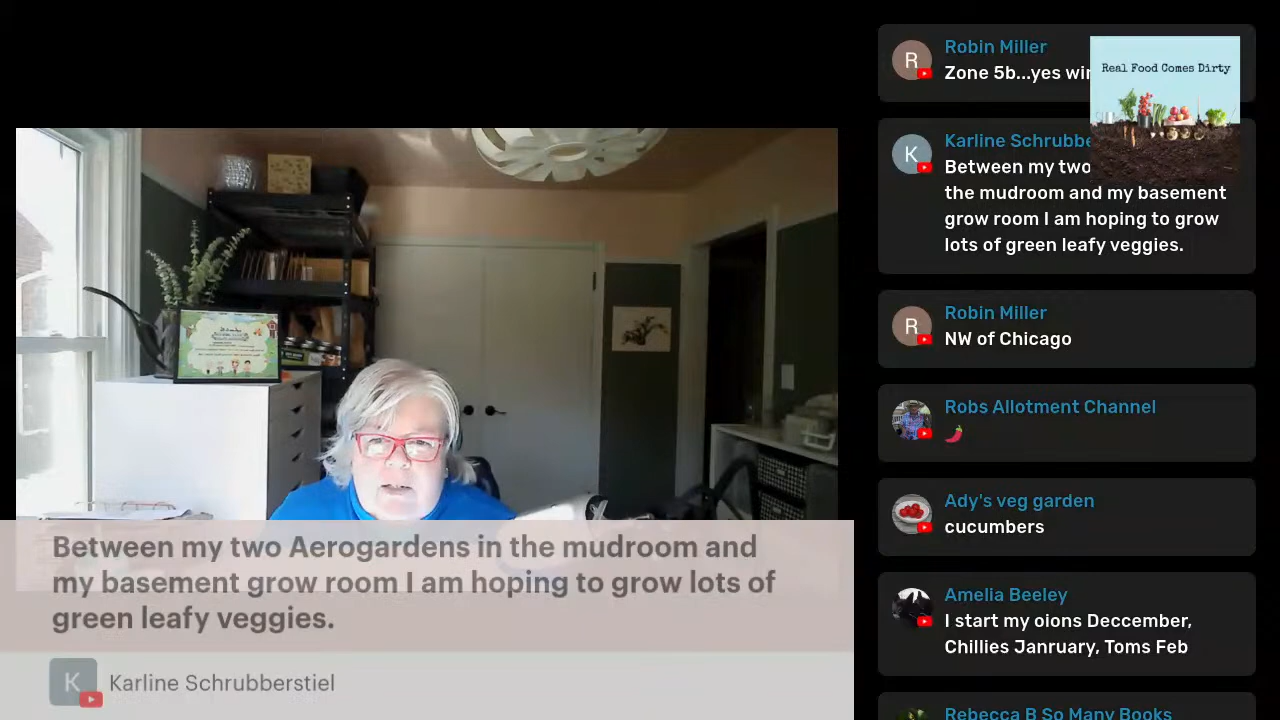 Between my two Aerogardens in the mudroom and
my basement grow room I am hoping to grow lots of
green leafy veggies.
K
Karline Schrubberstiel
R
Robin Miller
Zone 5b...yes
Real Food Comes Dirty
K
Karline
Between my two
the mudroom and my basement
grow room I am hoping to grow
lots of green leafy veggies.
R
Robin Miller
NW of Chicago
Robs Allotment Channel
🌶️
Ady's veg garden
cucumbers
Amelia Beeley
I start my oions Deccember,
Chillies Janruary, Toms Feb
Rebecca B So Many Books